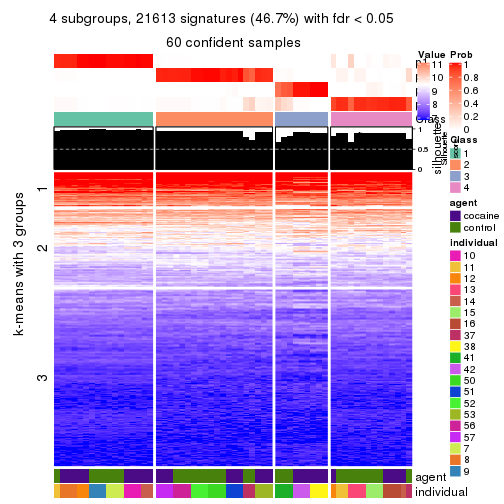 4 subgroups, 21613 signatures (46.7%) with fdr < 0.05
60 confident samples
p1
Class
1
0.5
0
silhouette
k-means with 3 groups
1
2
3
agent
individual
Value
11
10
9
8
7
Prob
1
0.8
0.6
0.4
0.2
0
Class
1
2
3
4
agent
cocaine
control
individual
10
11
12
13
14
15
16
37
38
41
42
50
51
52
53
56
57
7
8
9